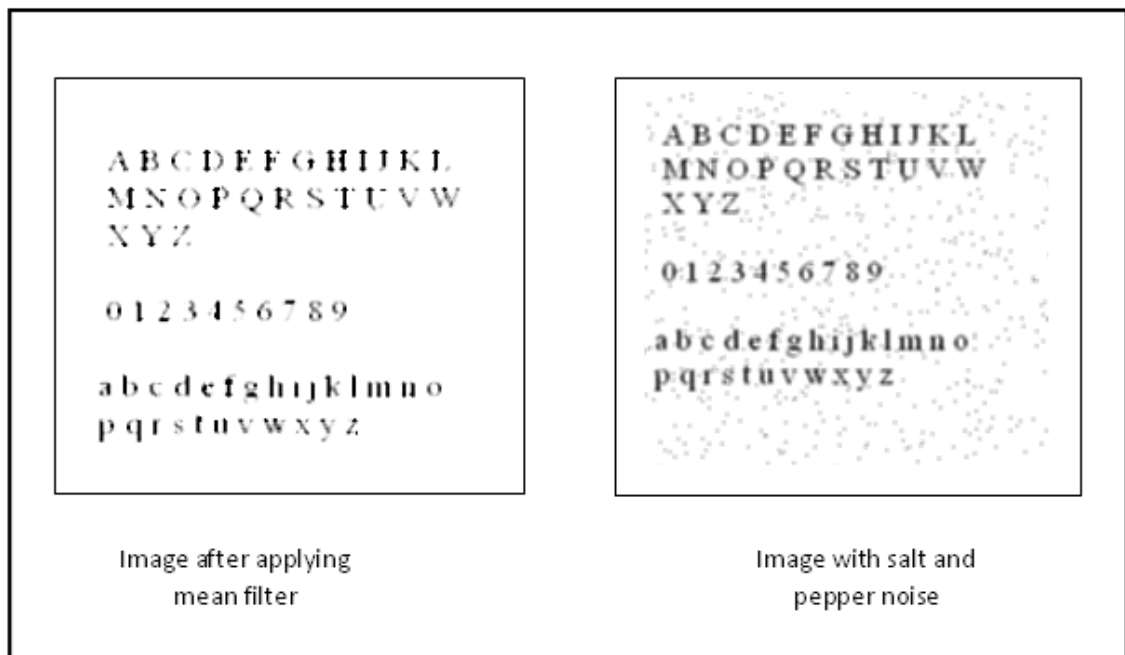 A B C D E F G H I J K L
M N O P Q R S T U V W
X Y Z
0 1 2 3 4 5 6 7 8 9
a b c d e f g h i j k l m n o
p q r s t u v w x y z
Image after applying
mean filter
A B C D E F G H I J K L
M N O P Q R S T U V W
X Y Z
0 1 2 3 4 5 6 7 8 9
a b c d e f g h i j k l m n o
p q r s t u v w x y z
Image with salt and
pepper noise